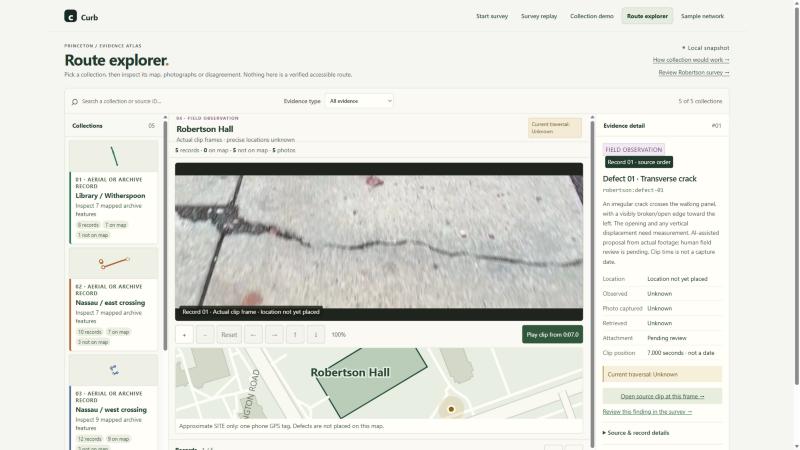 C Curb
Start survey
Survey replay
Collection demo
Route explorer
Sample network
PRINCETON / EVIDENCE ATLAS
Route explorer.
Pick a collection, then inspect its map, photographs or disagreement. Nothing here is a verified accessible route.
Local snapshot
How collection would work →
Review Robertson survey →
Search a collection or source ID...
Evidence type
All evidence
5 of 5 collections
Collections
05
01 · AERIAL OR ARCHIVE
RECORD
Library / Witherspoon
Inspect 7 mapped archive
features
8 records
7 on map
1 not on map
02 · AERIAL OR ARCHIVE
RECORD
Nassau / east crossing
Inspect 7 mapped archive
features
10 records
7 on map
3 not on map
03 · AERIAL OR ARCHIVE
RECORD
Nassau / west crossing
Inspect 9 mapped archive
features
12 records
9 on map
FIELD OBSERVATION
Robertson Hall
Actual clip frames · precise locations unknown
Current traversal:
Unknown
5 records · 0 on map · 5 not on map · 5 photos
Record 01 · Actual clip frame · location not yet placed
+
−
Reset
←
→
↑
↓
100%
Play clip from 0:07.0
Robertson Hall
NGTON ROAD
Approximate SITE only: one phone GPS tag. Defects are not placed on this map.
Evidence detail
#01
FIELD OBSERVATION
Record 01 · source order
Defect 01 · Transverse crack
robertson:defect-01
An irregular crack crosses the walking panel,
with a visibly broken/open edge toward the
left. The opening and any vertical
displacement need measurement. AI-assisted
proposal from actual footage; human field
review is pending. Clip time is not a capture
date.
Location Location not yet placed
Observed Unknown
Photo captured Unknown
Retrieved Unknown
Attachment Pending review
Clip position 7.000 seconds · not a date
Current traversal: Unknown
Open source clip at this frame →
Review this finding in the survey →
Source & record details